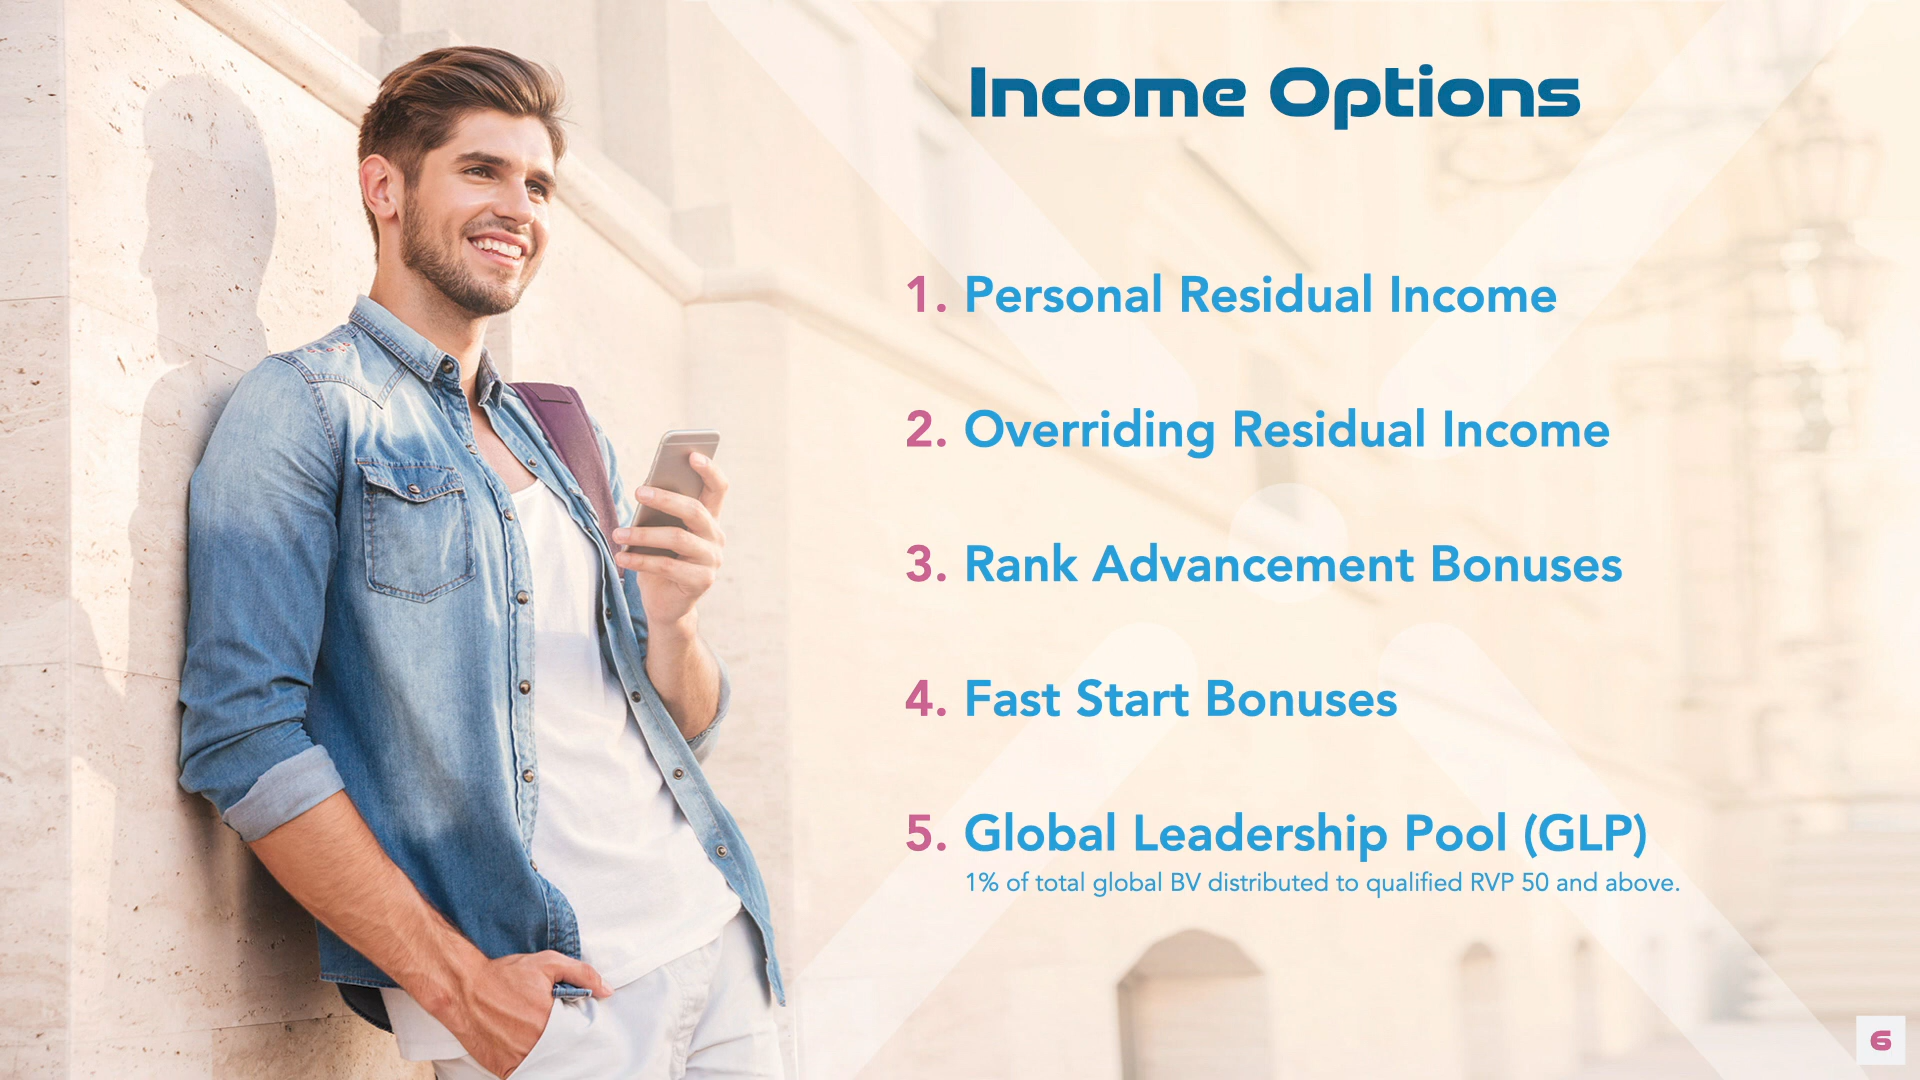 Income Options
1. Personal Residual Income
2. Overriding Residual Income
3. Rank Advancement Bonuses
4. Fast Start Bonuses
5. Global Leadership Pool (GLP)
1% of total global BV distributed to qualified RVP 50 and above.
6